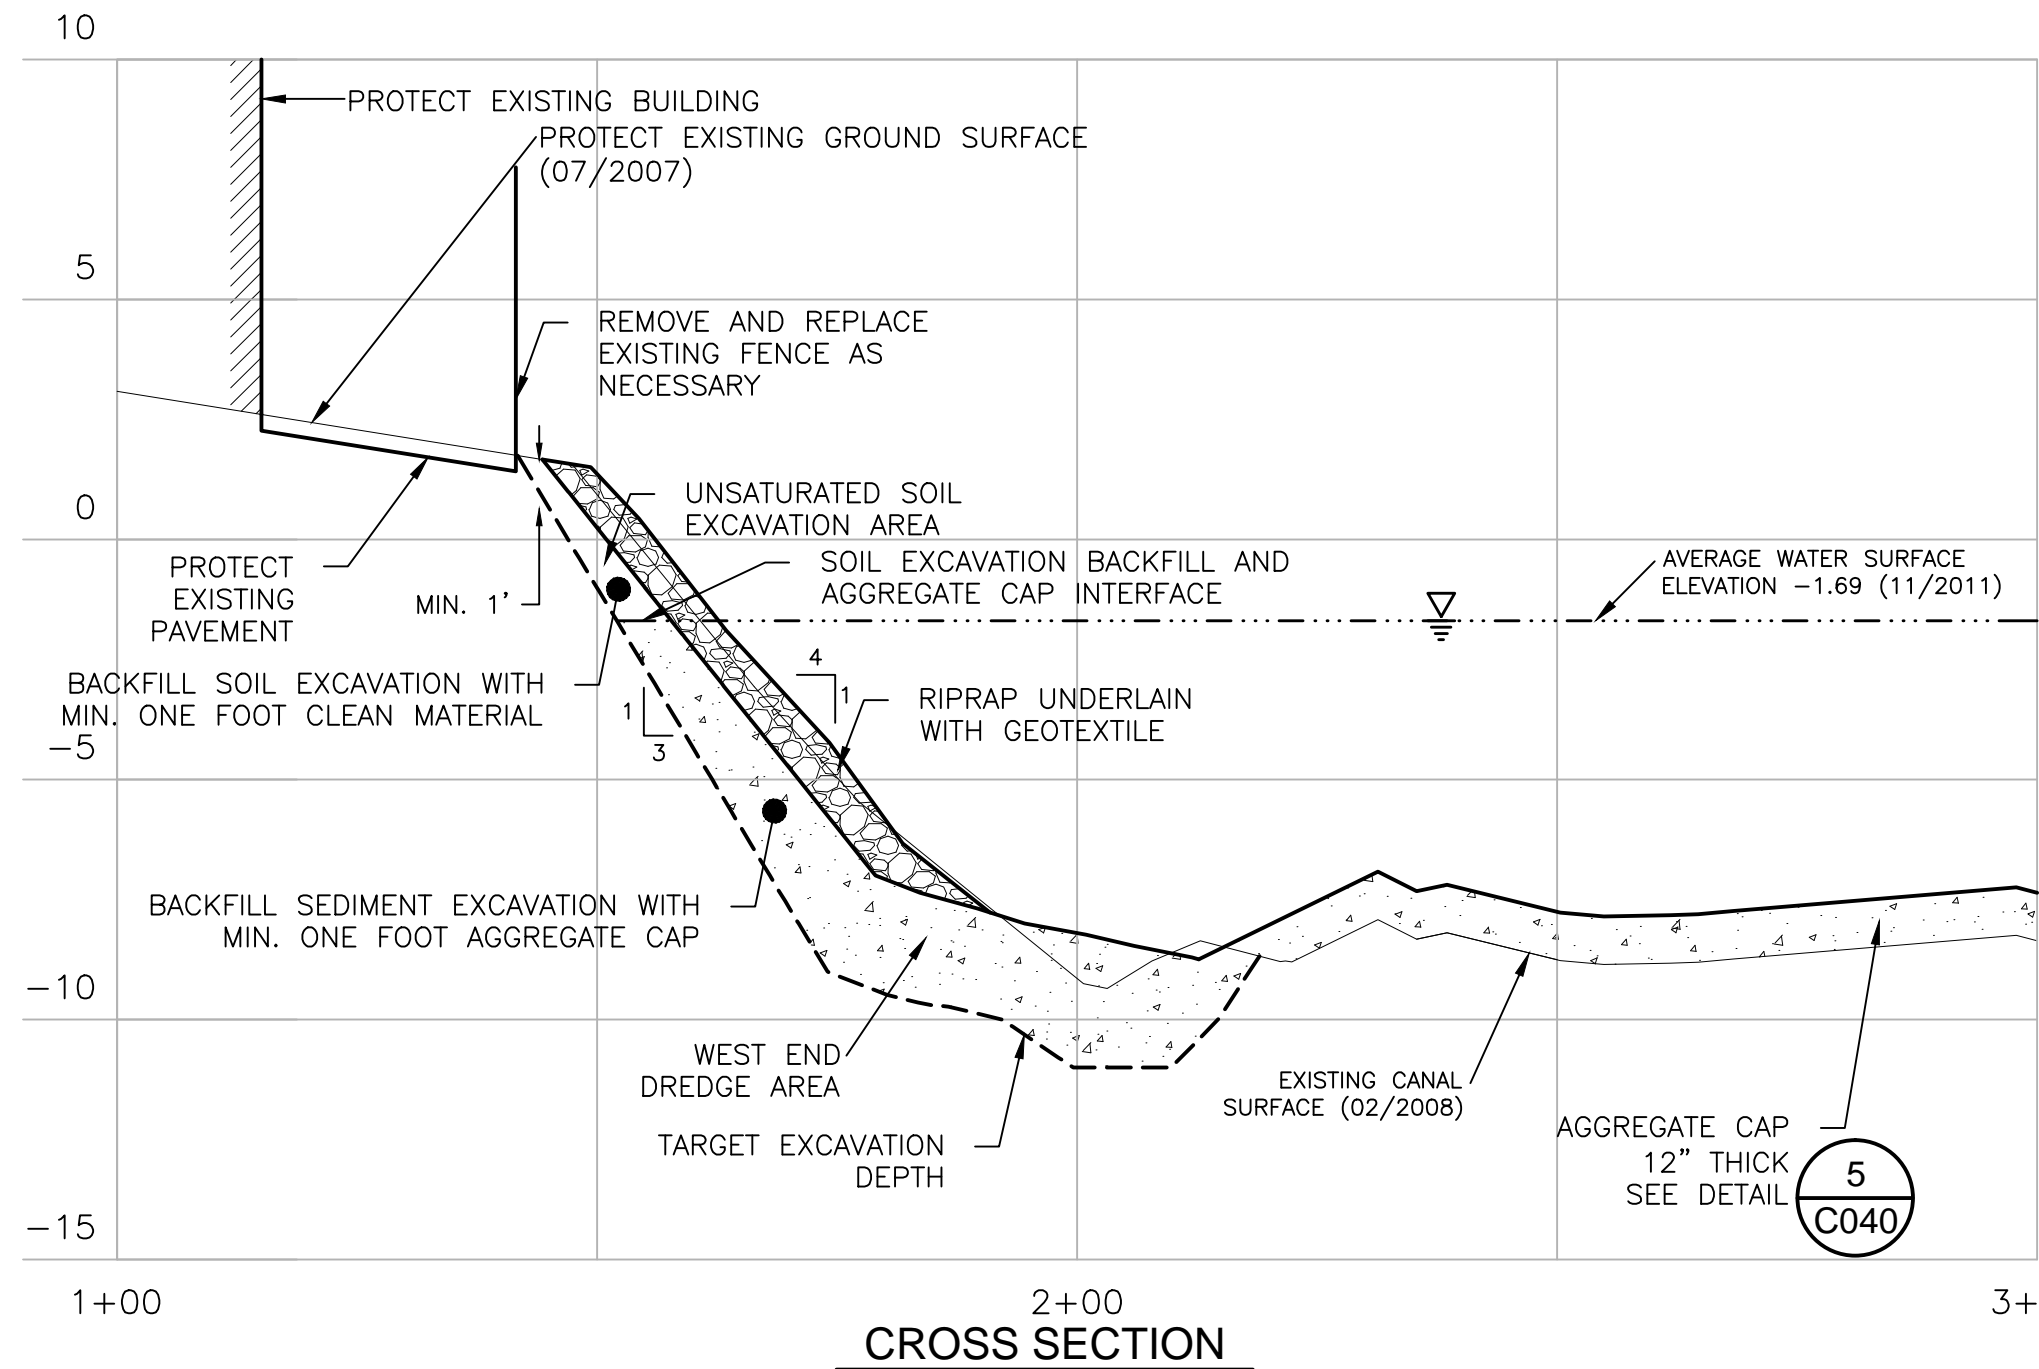 10
PROTECT EXISTING BUILDING
PROTECT EXISTING GROUND SURFACE
(07/2007)
5
REMOVE AND REPLACE
EXISTING FENCE AS
NECESSARY
UNSATURATED SOIL
EXCAVATION AREA
0
SOIL EXCAVATION BACKFILL AND
AGGREGATE CAP INTERFACE
AVERAGE WATER SURFACE
ELEVATION -1.69 (11/2011)
PROTECT
EXISTING
PAVEMENT
MIN. 1'
BACKFILL SOIL EXCAVATION WITH
MIN. ONE FOOT CLEAN MATERIAL
4
1
1
3
RIPRAP UNDERLAIN
WITH GEOTEXTILE
-5
BACKFILL SEDIMENT EXCAVATION WITH
MIN. ONE FOOT AGGREGATE CAP
-10
WEST END
DREDGE AREA
EXISTING CANAL
SURFACE (02/2008)
TARGET EXCAVATION
DEPTH
AGGREGATE CAP
12" THICK
SEE DETAIL
5
C040
-15
1+00
2+00
3+
CROSS SECTION